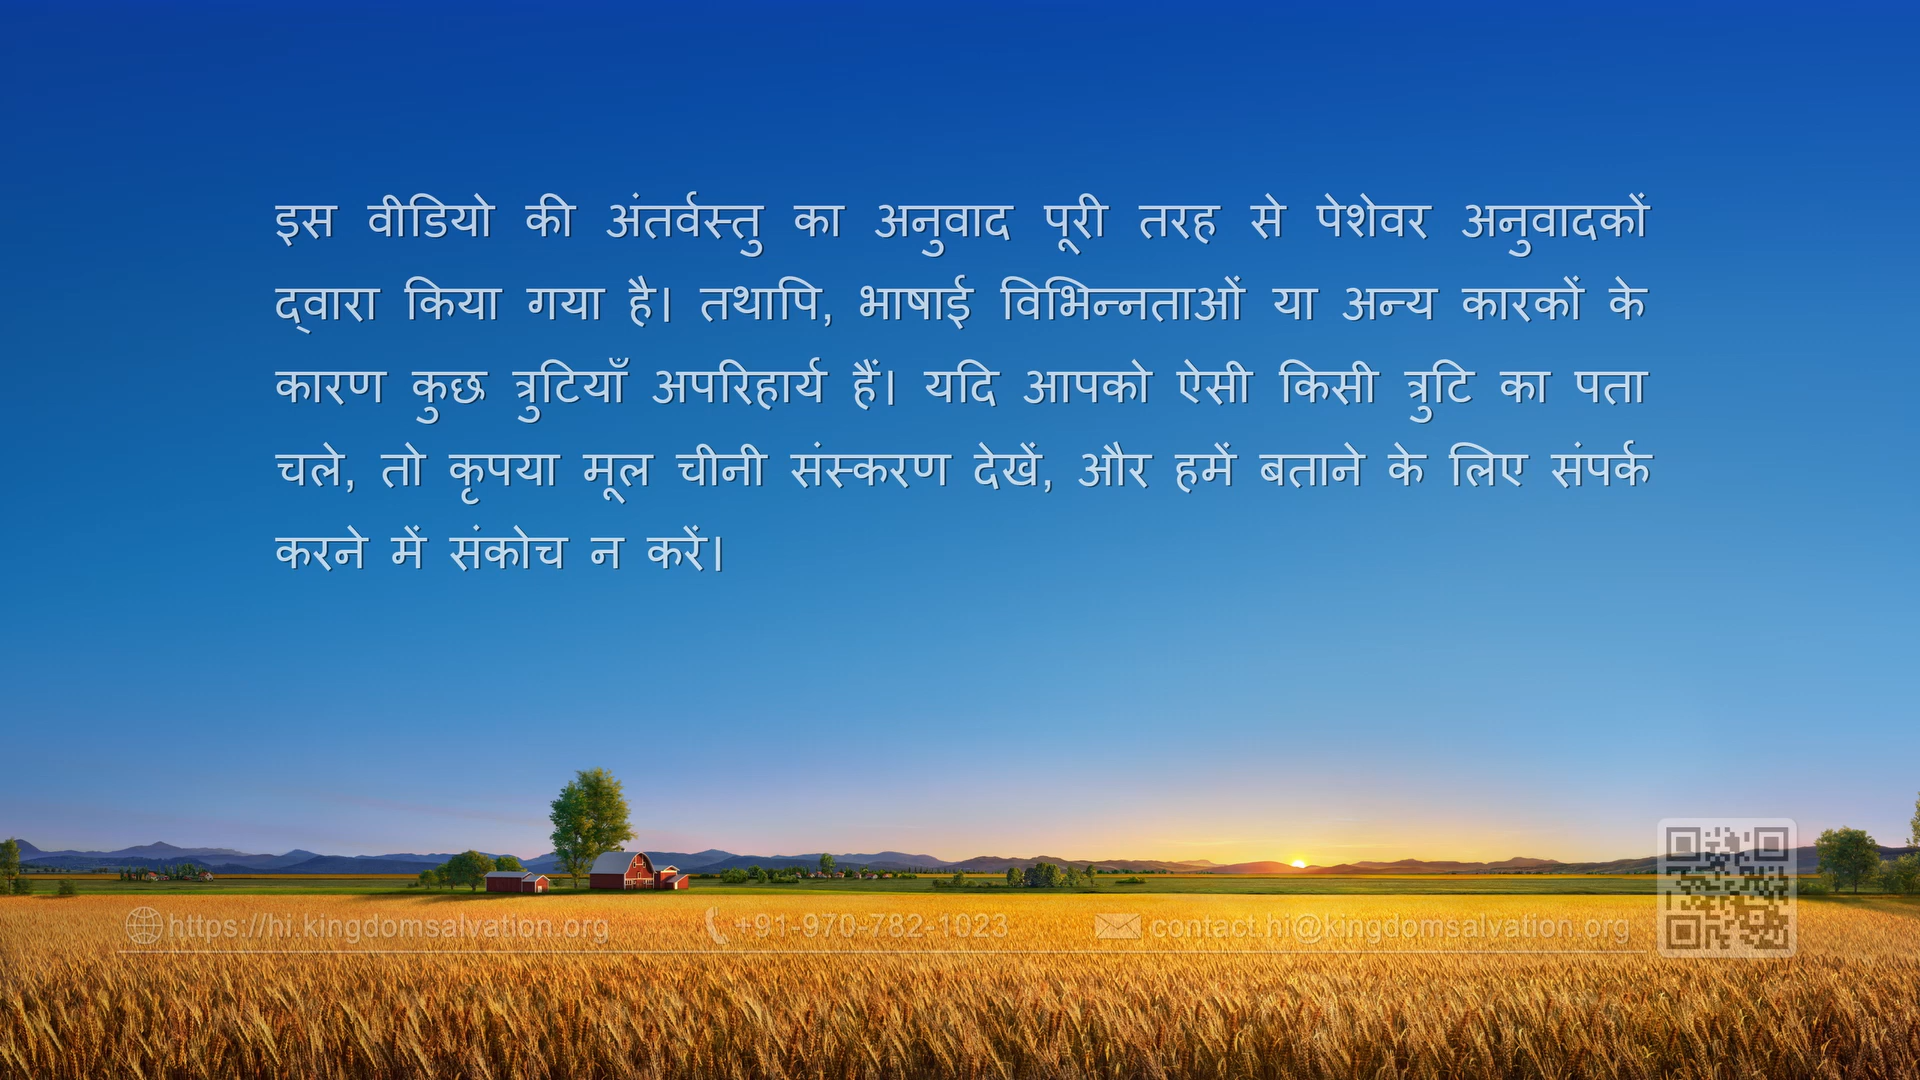 इस वीडियो की अंतर्वस्तु का अनुवाद पूरी तरह से पेशेवर अनुवादकों
द्वारा किया गया है। तथापि, भाषाई विभिन्नताओं या अन्य कारकों के
कारण कुछ त्रुटियाँ अपरिहार्य हैं। यदि आपको ऐसी किसी त्रुटि का पता
चले, तो कृपया मूल चीनी संस्करण देखें, और हमें बताने के लिए संपर्क
करने में संकोच न करें।
https://hi.kingdomsalvation.org +91-970-782-1023 contact.hi@kingdomsalvation.org